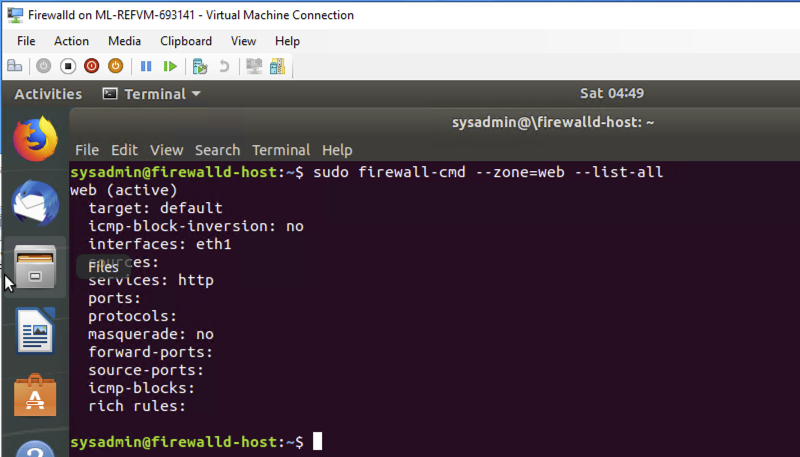 Firewalld on ML-REFVM-693141 - Virtual Machine Connection
File Action Media Clipboard View Help
Activities Terminal Sat 04:49
sysadmin@\firewalld-host: ~
File Edit View Search Terminal Help
sysadmin@firewalld-host:~$ sudo firewall-cmd --zone=web --list-all
web (active)
target: default
icmp-block-inversion: no
interfaces: eth1
sources:
Files
services: http
ports:
protocols:
masquerade: no
forward-ports:
source-ports:
icmp-blocks:
rich rules:
sysadmin@firewalld-host:~$